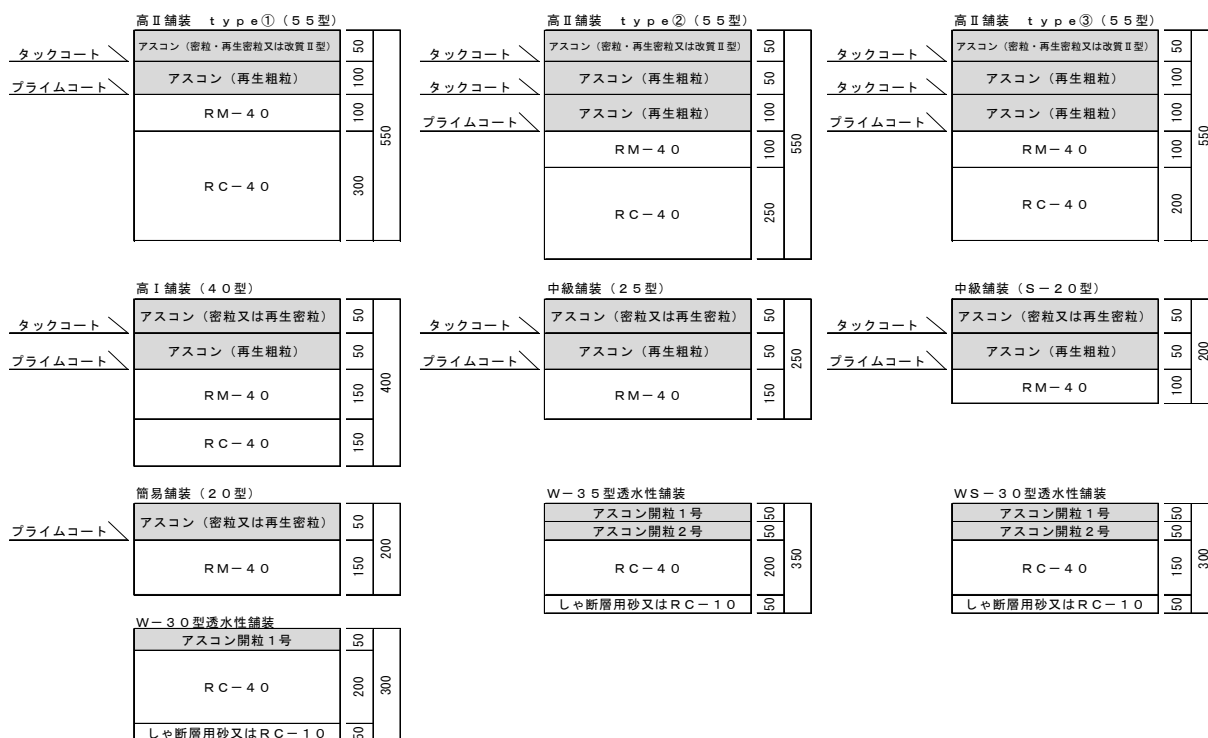 高Ⅱ舗装 type①(55型)
タックコート
プライムコート
アスコン(密粒・再生密粒又は改質Ⅱ型)
アスコン(再生粗粒)
RM-40
RC-40
50
100
100
300
550
高Ⅱ舗装 type②(55型)
タックコート
タックコート
プライムコート
アスコン(密粒・再生密粒又は改質Ⅱ型)
アスコン(再生粗粒)
アスコン(再生粗粒)
RM-40
RC-40
50
50
100
100
250
550
高Ⅱ舗装 type③(55型)
タックコート
タックコート
プライムコート
アスコン(密粒・再生密粒又は改質Ⅱ型)
アスコン(再生粗粒)
アスコン(再生粗粒)
RM-40
RC-40
50
100
100
100
200
550
高Ⅰ舗装(40型)
タックコート
プライムコート
アスコン(密粒又は再生密粒)
アスコン(再生粗粒)
RM-40
RC-40
50
50
150
150
400
中級舗装(25型)
タックコート
プライムコート
アスコン(密粒又は再生密粒)
アスコン(再生粗粒)
RM-40
50
50
150
250
中級舗装(S-20型)
タックコート
プライムコート
アスコン(密粒又は再生密粒)
アスコン(再生粗粒)
RM-40
50
50
100
200
簡易舗装(20型)
プライムコート
アスコン(密粒又は再生密粒)
RM-40
50
150
200
W-35型透水性舗装
アスコン開粒1号
アスコン開粒2号
RC-40
しゃ断層用砂又はRC-10
50
50
200
50
350
WS-30型透水性舗装
アスコン開粒1号
アスコン開粒2号
RC-40
しゃ断層用砂又はRC-10
50
50
150
50
300
W-30型透水性舗装
アスコン開粒1号
RC-40
しゃ断層用砂又はRC-10
50
200
50
300